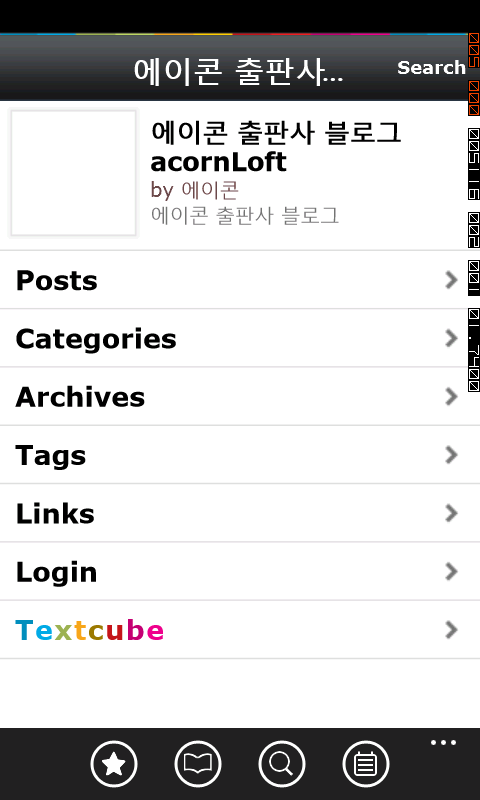 에이콘 출판사...
Search
에이콘 출판사 블로그
acornLoft
by 에이콘
에이콘 출판사 블로그
Posts
Categories
Archives
Tags
Links
Login
Textcube